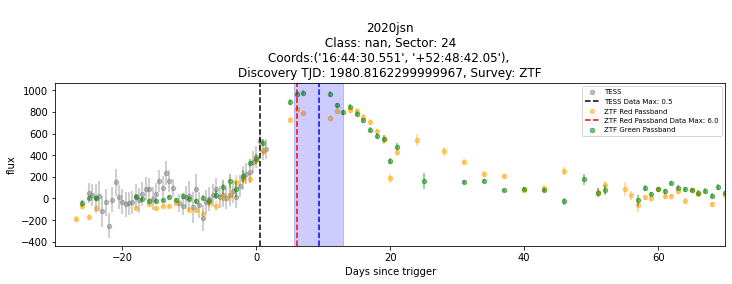 2020jsn
Class: nan, Sector: 24
Coords:('16:44:30.551', '+52:48:42.05'),
Discovery TJD: 1980.8162299999967, Survey: ZTF
1000
800
600
400
200
0
−200
−400
flux
TESS
TESS Data Max: 0.5
ZTF Red Passband
ZTF Red Passband Data Max: 6.0
ZTF Green Passband
−20 0 20 40 60
Days since trigger